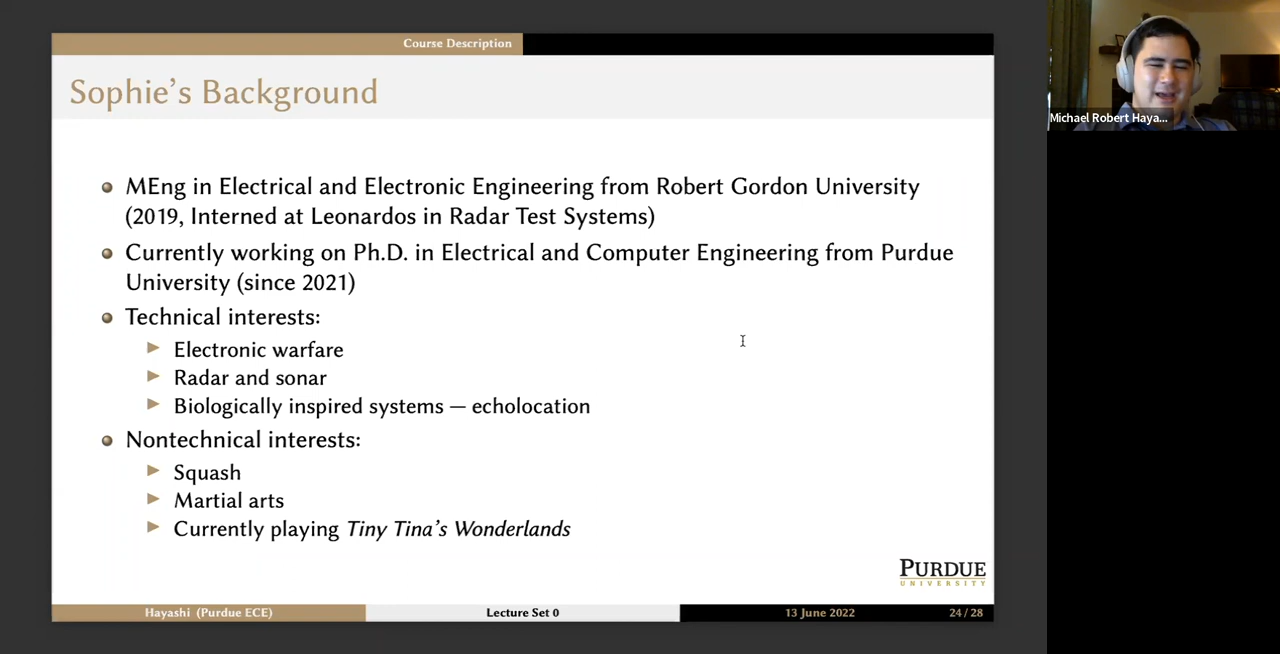 Course Description
Sophie's Background
MEng in Electrical and Electronic Engineering from Robert Gordon University
(2019, Interned at Leonardos in Radar Test Systems)
Currently working on Ph.D. in Electrical and Computer Engineering from Purdue
University (since 2021)
Technical interests:
Electronic warfare
Radar and sonar
Biologically inspired systems — echolocation
Nontechnical interests:
Squash
Martial arts
Currently playing Tiny Tina's Wonderlands
PURDUE
UNIVERSITY
Hayashi (Purdue ECE)
Lecture Set 0
13 June 2022
24 / 28
Michael Robert Haya...